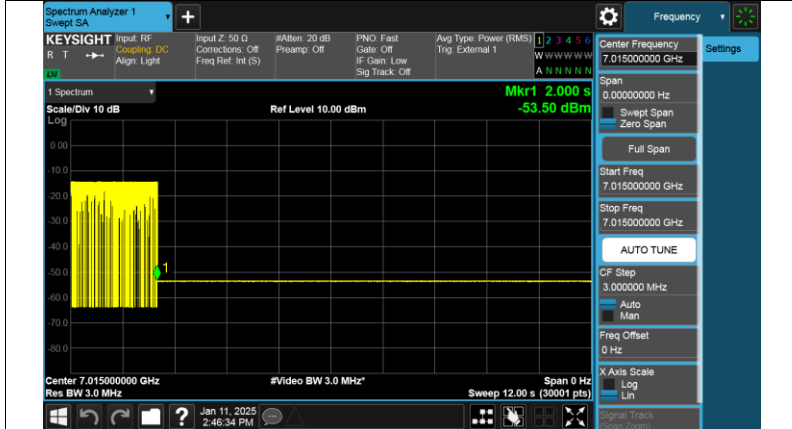 Spectrum Analyzer 1
Swept SA
Frequency
KEYSIGHT
R T
LXI
Input: RF
Coupling: DC
Align: Light
Input Z: 50 Ω
Corrections: Off
Freq Ref: Int (S)
#Atten: 20 dB
Preamp: Off
PNO: Fast
Gate: Off
IF Gain: Low
Sig Track: Off
Avg Type: Power (RMS)
Trig: External 1
1 2 3 4 5 6
W W W W W W
A N N N N N
1 Spectrum
Mkr1 2.000 s
Scale/Div 10 dB
Ref Level 10.00 dBm
-53.50 dBm
Log
0.00
-10.0
-20.0
-30.0
-40.0
-50.0
-60.0
-70.0
-80.0
1
Center 7.015000000 GHz
#Video BW 3.0 MHz*
Span 0 Hz
Res BW 3.0 MHz
Sweep 12.00 s (30001 pts)
Jan 11, 2025
2:46:34 PM
?
Center Frequency
7.015000000 GHz
Settings
Span
0.00000000 Hz
Swept Span
Zero Span
Full Span
Start Freq
7.015000000 GHz
Stop Freq
7.015000000 GHz
AUTO TUNE
CF Step
3.000000 MHz
Auto
Man
Freq Offset
0 Hz
X Axis Scale
Log
Lin
Signal Track
(Span Zoom)